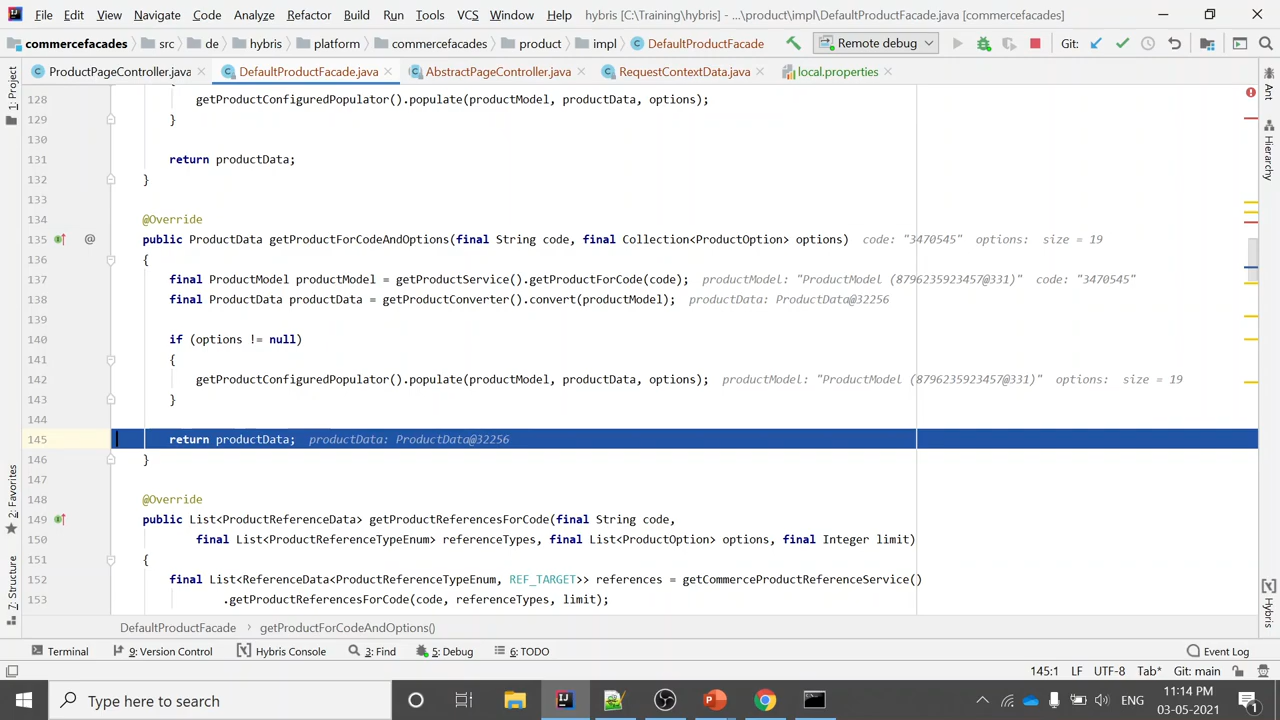 File Edit View Navigate Code Analyze Refactor Build Run Tools VCS Window Help hybris [C:\Training\hybris] - ...\product\impl\DefaultProductFacade.java [commercefacades]
commercefacades src de hybris platform commercefacades product impl DefaultProductFacade Remote debug Git:
ProductPageController.java DefaultProductFacade.java AbstractPageController.java RequestContextData.java local.properties
1: Project
Ant
Hierarchy
128 getProductConfiguredPopulator().populate(productModel, productData, options);
129 }
130
131 return productData;
132 }
133
134 @Override
135 @ public ProductData getProductForCodeAndOptions(final String code, final Collection<ProductOption> options) code: "3470545" options: size = 19
136 {
137 final ProductModel productModel = getProductService().getProductForCode(code); productModel: "ProductModel (8796235923457@331)" code: "3470545"
138 final ProductData productData = getProductConverter().convert(productModel); productData: ProductData@32256
139
140 if (options != null)
141 {
142 getProductConfiguredPopulator().populate(productModel, productData, options); productModel: "ProductModel (8796235923457@331)" options: size = 19
143 }
144
145 return productData; productData: ProductData@32256
146 }
147
148 @Override
149 public List<ProductReferenceData> getProductReferencesForCode(final String code,
150 final List<ProductReferenceTypeEnum> referenceTypes, final List<ProductOption> options, final Integer limit)
151 {
152 final List<ReferenceData<ProductReferenceTypeEnum, REF_TARGET>> references = getCommerceProductReferenceService()
153 .getProductReferencesForCode(code, referenceTypes, limit);
2: Favorites
7: Structure
Hybris
DefaultProductFacade > getProductForCodeAndOptions()
Terminal 9: Version Control Hybris Console 3: Find 5: Debug 6: TODO Event Log
145:1 LF UTF-8 Tab* Git: main
Type here to search
ENG
11:14 PM
03-05-2021
1